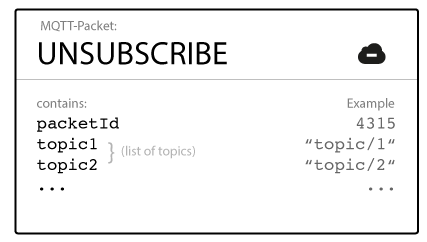 MQTT-Packet:
UNSUBSCRIBE
contains: Example
packetId 4315
topic1 } (list of topics) “topic/1“
topic2 “topic/2“
... ...